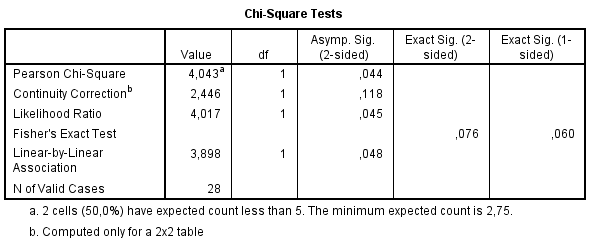 Chi-Square Tests
Value df Asymp. Sig. (2-sided) Exact Sig. (2-sided) Exact Sig. (1-sided)
Pearson Chi-Square 4,043a 1 ,044
Continuity Correctionb 2,446 1 ,118
Likelihood Ratio 4,017 1 ,045
Fisher's Exact Test ,076 ,060
Linear-by-Linear Association 3,898 1 ,048
N of Valid Cases 28
a. 2 cells (50,0%) have expected count less than 5. The minimum expected count is 2,75.
b. Computed only for a 2x2 table